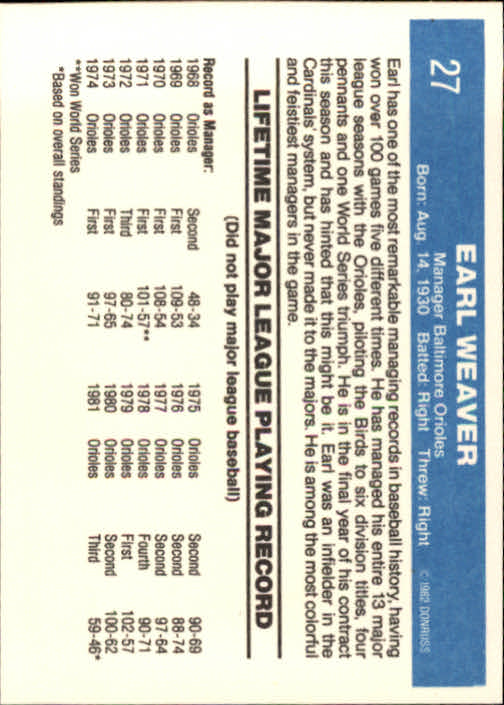 27
EARL WEAVER
Manager Baltimore Orioles
Born: Aug. 14, 1930 Batted: Right Threw: Right © 1982 DONRUSS
Earl has one of the most remarkable managing records in baseball history, having
won over 100 games five different times. He has managed his entire 13 major
league seasons with the Orioles, piloting the Birds to six division titles, four
pennants and one World Series triumph. He is in the final year of his contract
this season and has hinted that this might be it. Earl was an infielder in the
Cardinals' system, but never made it to the majors. He is among the most colorful
and feistiest managers in the game.
LIFETIME MAJOR LEAGUE PLAYING RECORD
(Did not play major league baseball)
Record as Manager:
1968 Orioles Second 48-34 1975 Orioles Second 90-69
1969 Orioles First 109-53 1976 Orioles Second 88-74
1970 Orioles First 108-54 1977 Orioles Second 97-64
1971 Orioles First 101-57** 1978 Orioles Fourth 90-71
1972 Orioles Third 80-74 1979 Orioles First 102-57
1973 Orioles First 97-65 1980 Orioles Second 100-62
1974 Orioles First 91-71 1981 Orioles Third 59-46*
**Won World Series
*Based on overall standings